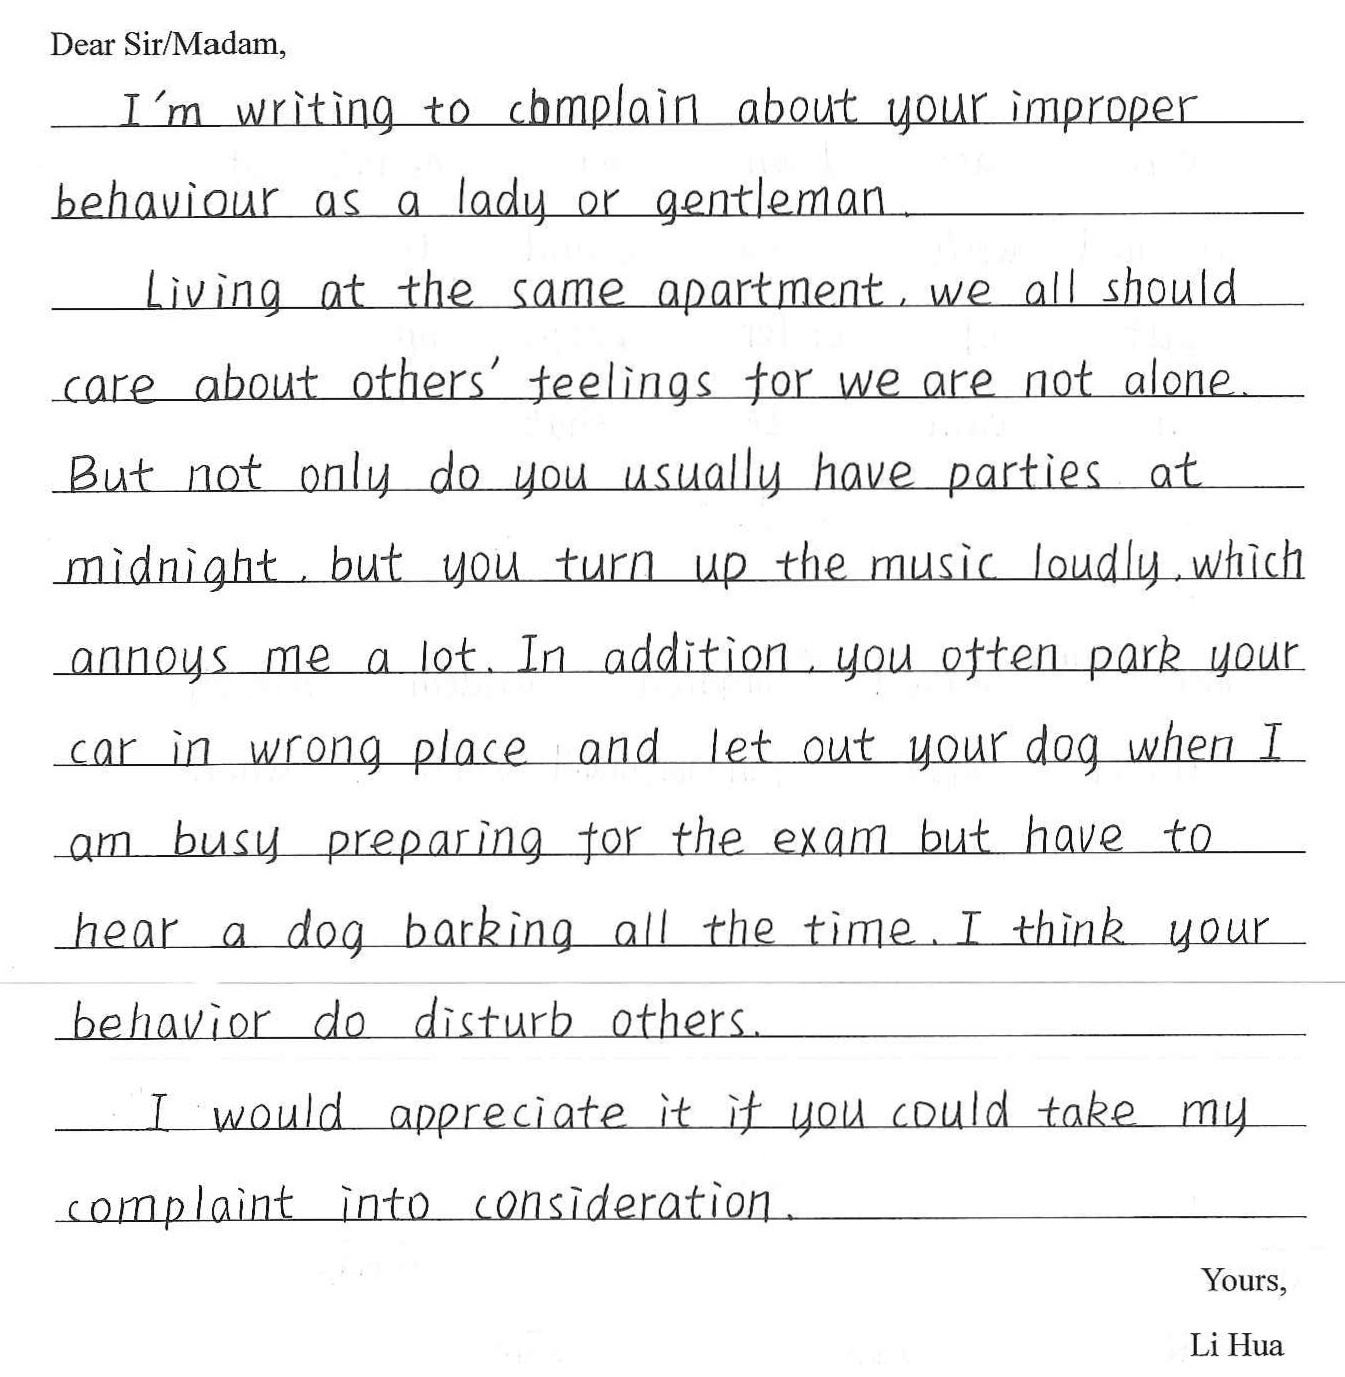 Dear Sir/Madam,
I'm writing to complain about your improper
behaviour as a lady or gentleman.
Living at the same apartment, we all should
care about others' feelings for we are not alone.
But not only do you usually have parties at
midnight, but you turn up the music loudly, which
annoys me a lot. In addition, you often park your
car in wrong place and let out your dog when I
am busy preparing for the exam but have to
hear a dog barking all the time. I think your
behavior do disturb others.
I would appreciate it if you could take my
complaint into consideration.
Yours,
Li Hua